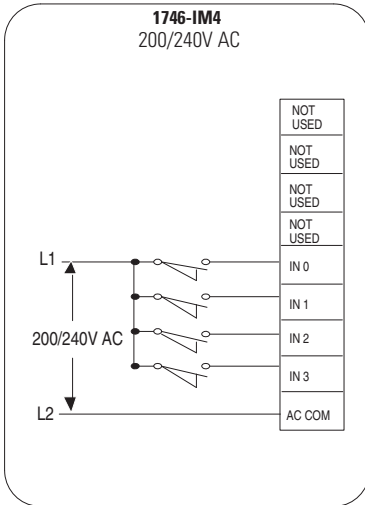 1746-IM4
200/240V AC
NOT
USED
NOT
USED
NOT
USED
NOT
USED
L1
IN 0
IN 1
200/240V AC
IN 2
IN 3
L2
AC COM